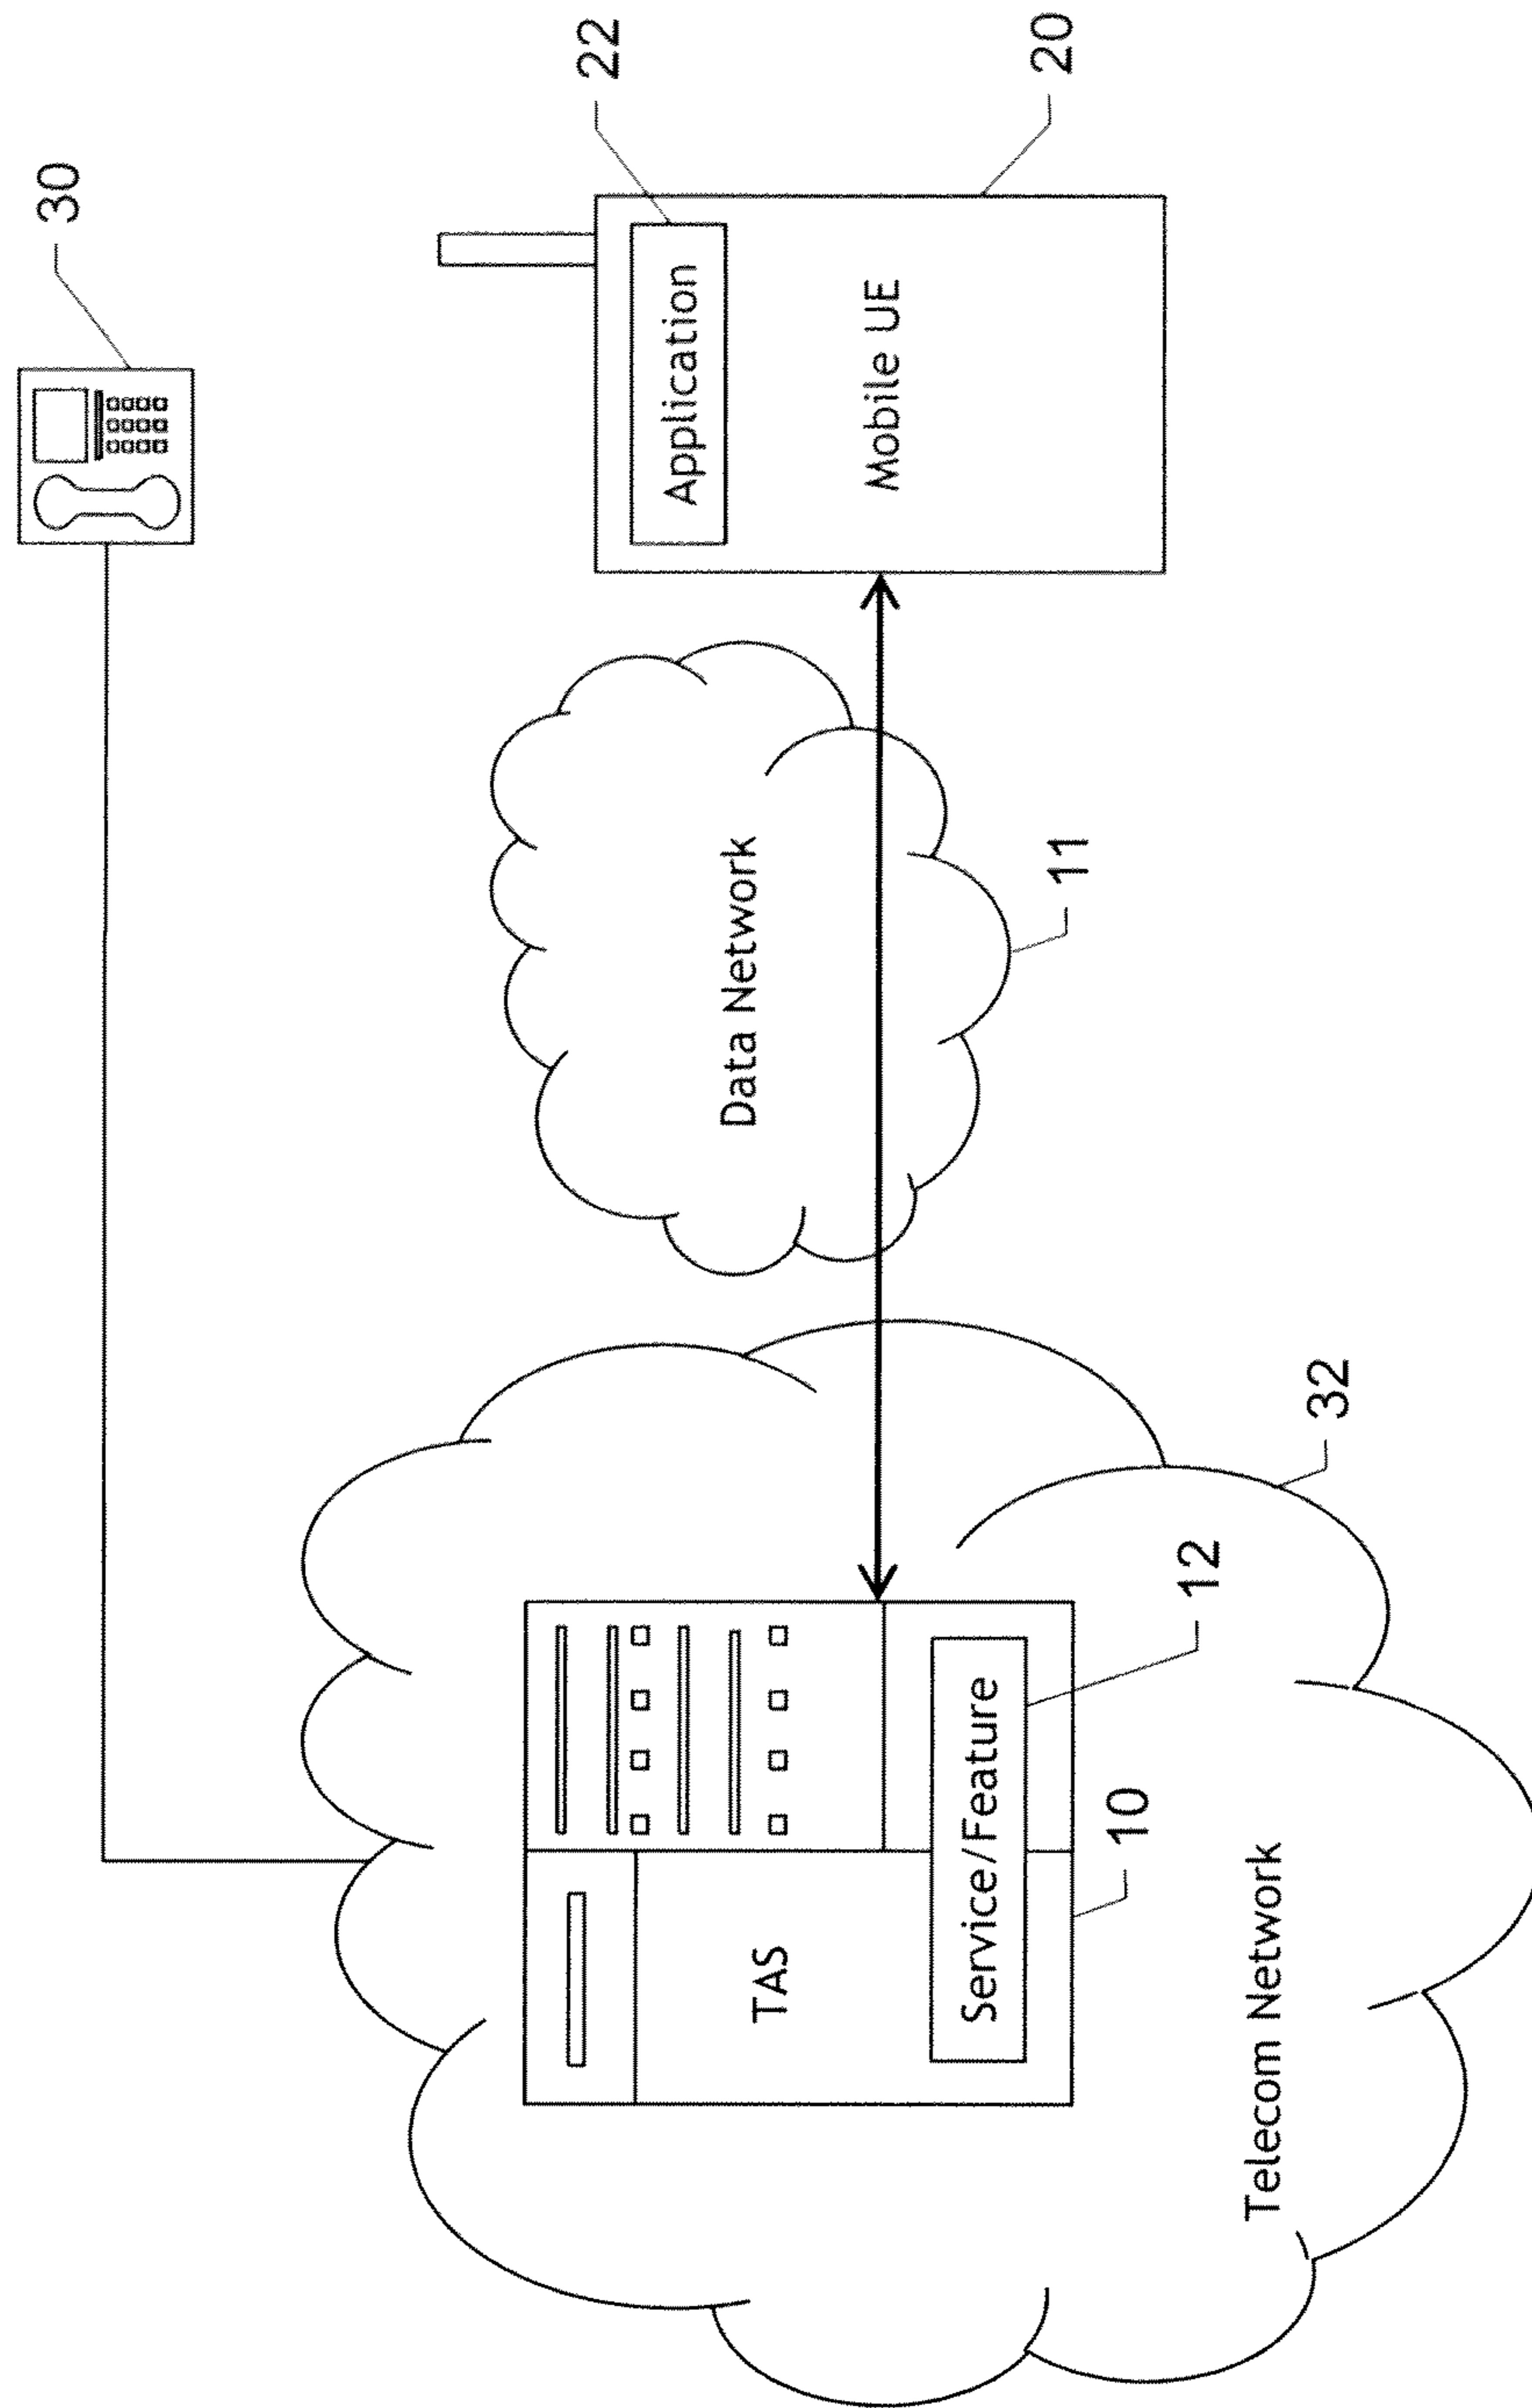 30
22
Application
Mobile UE
20
Data Network
11
TAS
Service/Feature
12
10
32
Telecom Network